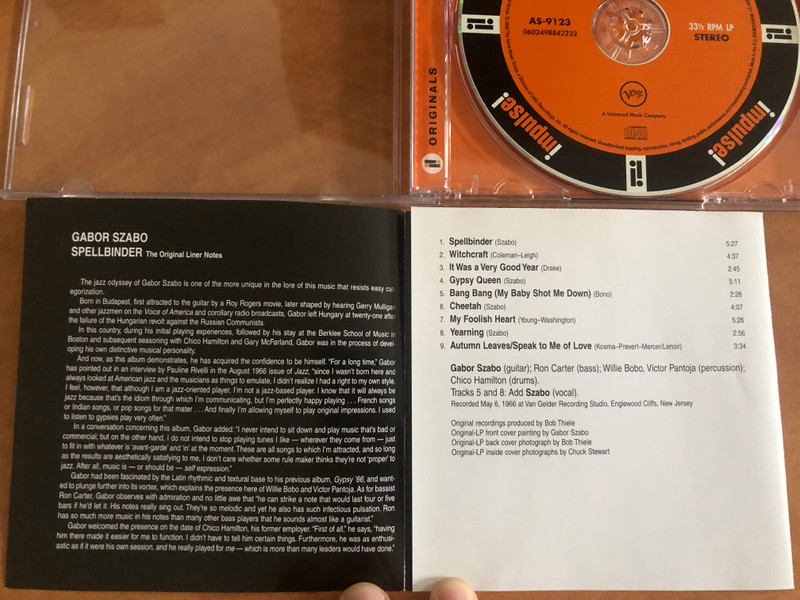 AS-9123
0602498842232
33⅓ RPM LP
STEREO
VERVE
A Universal Music Company
impulse!
impulse!
ORIGINALS
GABOR SZABO
SPELLBINDER The Original Liner Notes
The jazz odyssey of Gabor Szabo is one of the more unique in the lore of this music that resists easy cat-
egorization.
Born in Budapest, first attracted to the guitar by a Roy Rogers movie, later shaped by hearing Gerry Mulligan
and other jazzmen on the Voice of America and corollary radio broadcasts, Gabor left Hungary at twenty-one after
the failure of the Hungarian revolt against the Russian Communists.
In this country, during his initial playing experiences, followed by his stay at the Berklee School of Music in
Boston and subsequent seasoning with Chico Hamilton and Gary McFarland, Gabor was in the process of devel-
oping his own distinctive musical personality.
And now, as this album demonstrates, he has acquired the confidence to be himself. "For a long time," Gabor
has pointed out in an interview by Pauline Rivelli in the August 1966 issue of Jazz, "since I wasn't born here and
always looked at American jazz and the musicians as things to emulate, I didn't realize I had a right to my own style.
I feel, however, that although I am a jazz-oriented player, I'm not a jazz-based player. I know that it will always be
jazz because that's the idiom through which I'm communicating, but I'm perfectly happy playing . . . French songs
or Indian songs, or pop songs for that mater . . . And finally I'm allowing myself to play original impressions. I used
to listen to gypsies play very often."
In a conversation concerning this album, Gabor added: "I never intend to sit down and play music that's bad or
commercial; but on the other hand, I do not intend to stop playing tunes I like — wherever they come from — just
to fit in with whatever is 'avant-garde' and 'in' at the moment. These are all songs to which I'm attracted, and so long
as the results are aesthetically satisfying to me, I don't care whether some rule maker thinks they're not 'proper' to
jazz. After all, music is — or should be — self expression."
Gabor had been fascinated by the Latin rhythmic and textural base to his previous album, Gypsy '66, and want-
ed to plunge further into its vortex, which explains the presence here of Willie Bobo and Victor Pantoja. As for bassist
Ron Carter, Gabor observes with admiration and no little awe that "he can strike a note that would last four or five
bars if he'd let it. His notes really sing out. They're so melodic and yet he also has such infectious pulsation. Ron
has so much more music in his notes than many other bass players that he sounds almost like a guitarist."
Gabor welcomed the presence on the date of Chico Hamilton, his former employer. "First of all," he says, "having
him there made it easier for me to function. I didn't have to tell him certain things. Furthermore, he was as enthusi-
astic as if it were his own session, and he really played for me — which is more than many leaders would have done."
1. Spellbinder (Szabo) 5:27
2. Witchcraft (Coleman–Leigh) 4:37
3. It Was a Very Good Year (Drake) 2:45
4. Gypsy Queen (Szabo) 5:11
5. Bang Bang (My Baby Shot Me Down) (Bono) 2:26
6. Cheetah (Szabo) 4:07
7. My Foolish Heart (Young–Washington) 5:26
8. Yearning (Szabo) 2:56
9. Autumn Leaves/Speak to Me of Love (Kosma–Prevert–Mercer/Lenoir) 3:34
Gabor Szabo (guitar); Ron Carter (bass); Willie Bobo, Victor Pantoja (percussion);
Chico Hamilton (drums).
Tracks 5 and 8: Add Szabo (vocal).
Recorded May 6, 1966 at Van Gelder Recording Studio, Englewood Cliffs, New Jersey
Original recordings produced by Bob Thiele
Original-LP front cover painting by Gabor Szabo
Original-LP back cover photograph by Bob Thiele
Original-LP inside cover photographs by Chuck Stewart